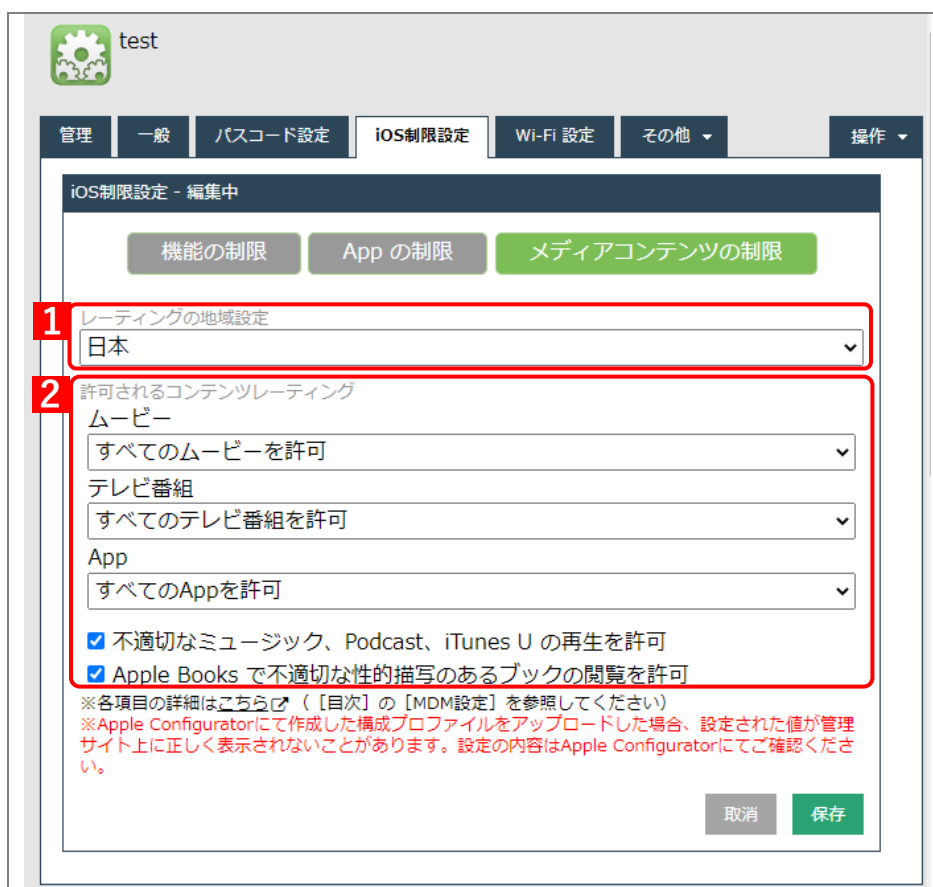 test
管理 一般 パスコード設定 iOS制限設定 Wi-Fi 設定 その他 操作
iOS制限設定 - 編集中
機能の制限 App の制限 メディアコンテンツの制限
1
レーティングの地域設定
日本
2
許可されるコンテンツレーティング
ムービー
すべてのムービーを許可
テレビ番組
すべてのテレビ番組を許可
App
すべてのAppを許可
不適切なミュージック、Podcast、iTunes U の再生を許可
Apple Books で不適切な性的描写のあるブックの閲覧を許可
※各項目の詳細はこちら（［目次］の［MDM設定］を参照してください）
※Apple Configuratorにて作成した構成プロファイルをアップロードした場合、設定された値が管理
サイト上に正しく表示されないことがあります。設定の内容はApple Configuratorにてご確認くださ
い。
取消 保存